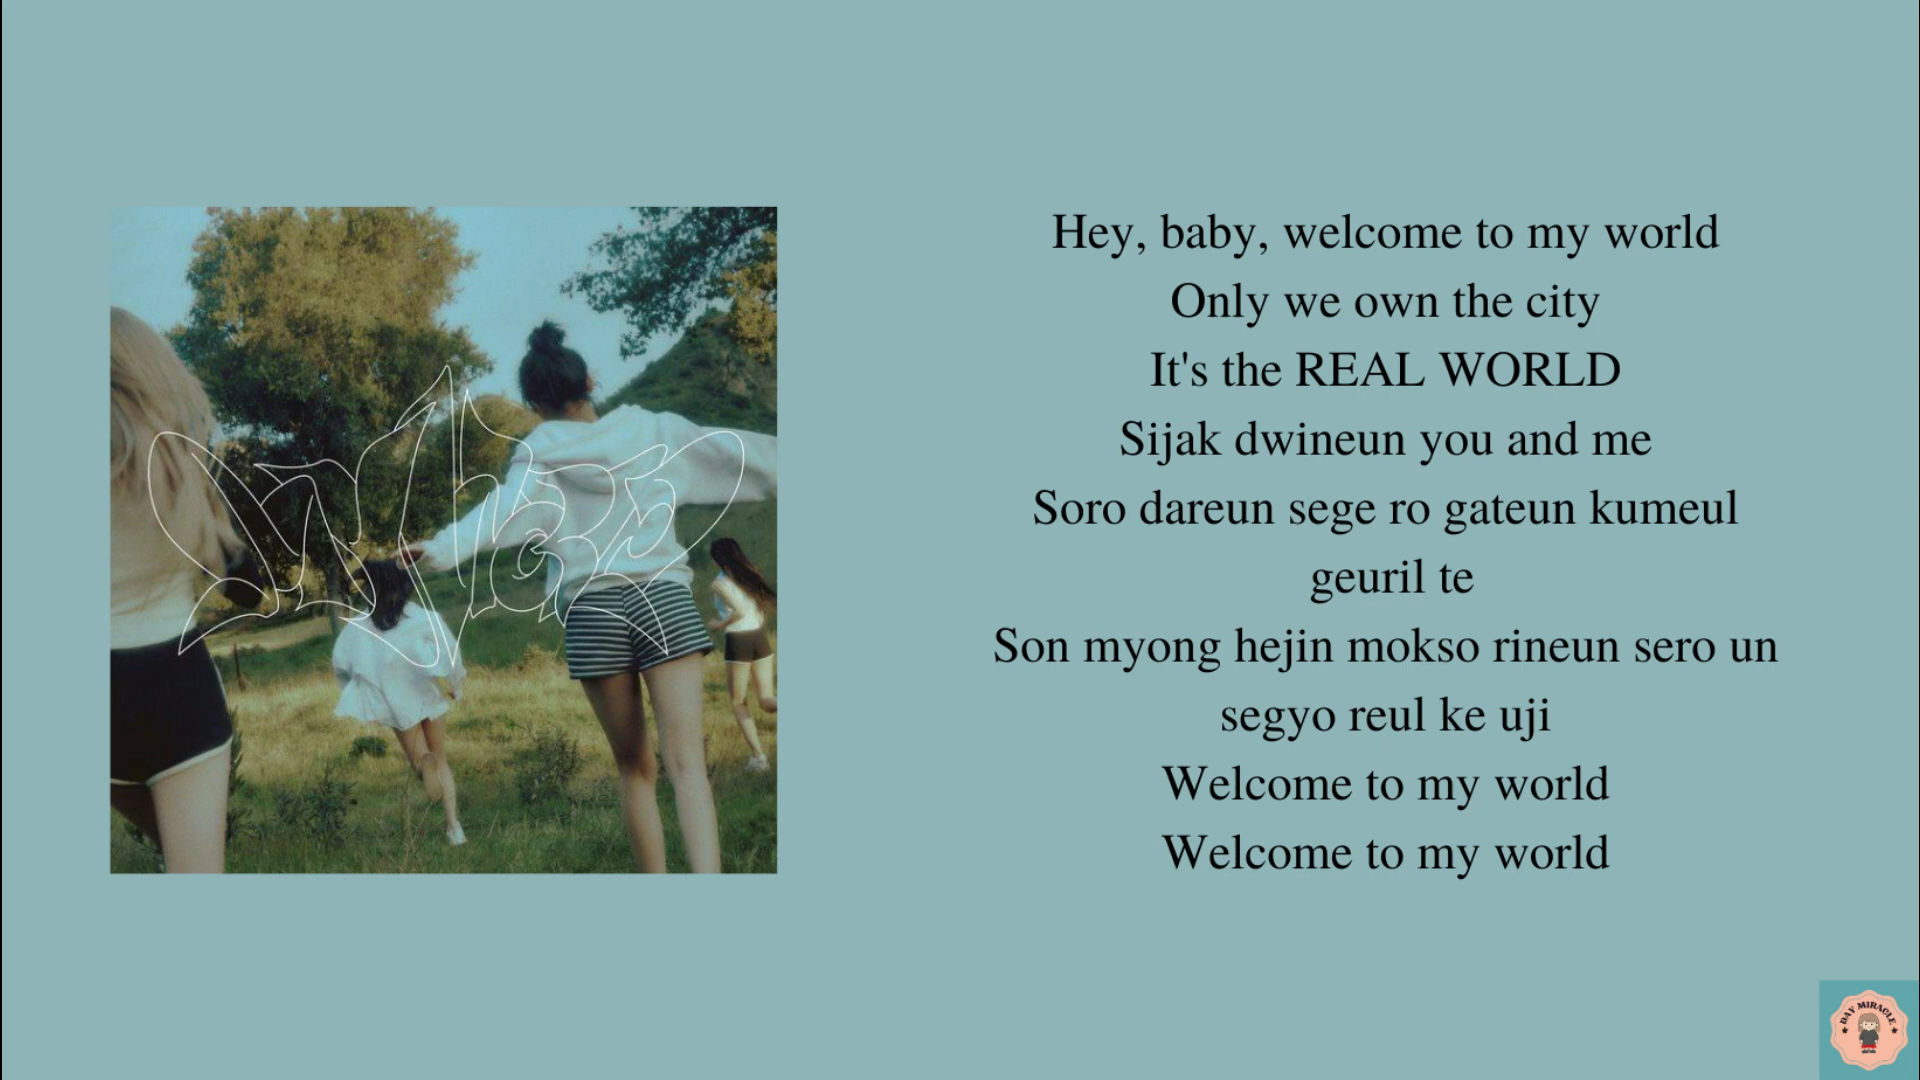 Hey, baby, welcome to my world
Only we own the city
It's the REAL WORLD
Sijak dwineun you and me
Soro dareun sege ro gateun kumeul
geuril te
Son myong hejin mokso rineun sero un
segyo reul ke uji
Welcome to my world
Welcome to my world
DAY MIRACLE